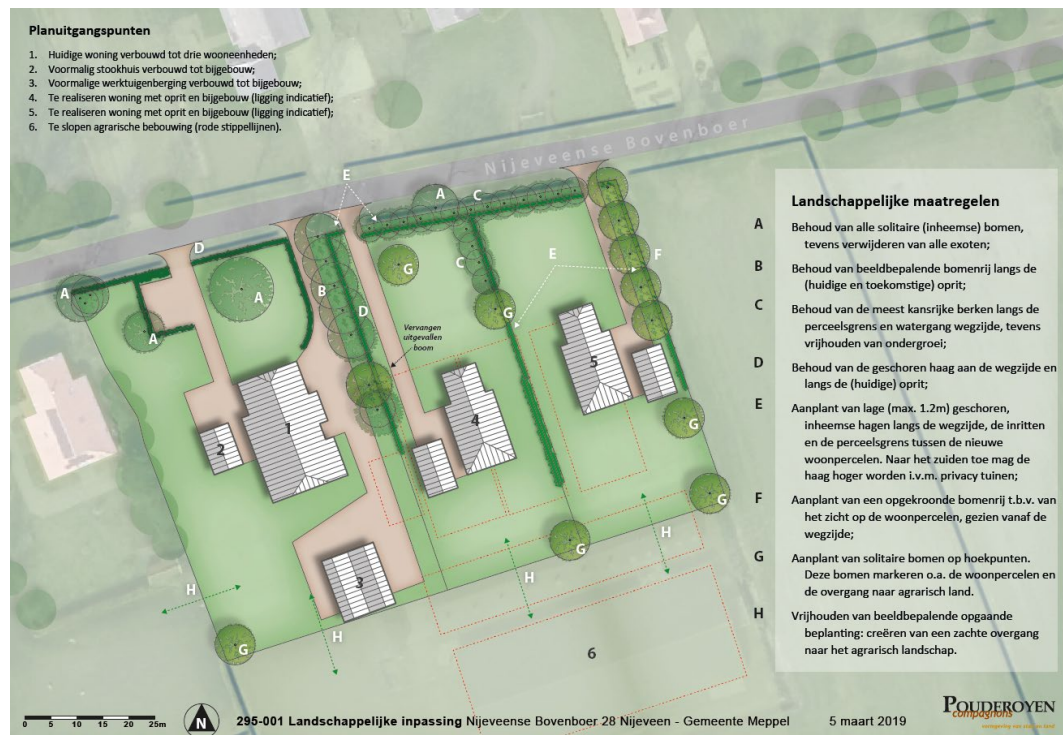 Planuitgangspunten
1. Huidige woning verbouwd tot drie wooneenheden;
2. Voormalig stookhuis verbouwd tot bijgebouw;
3. Voormalige werktuigenberging verbouwd tot bijgebouw;
4. Te realiseren woning met oprit en bijgebouw (ligging indicatief);
5. Te realiseren woning met oprit en bijgebouw (ligging indicatief);
6. Te slopen agrarische bebouwing (rode stippellijnen).
Nijeveense Bovenboer
E
A
C
D
A
A
A
B
D
G
C
E
F
G
Vervangen
uitgevallen
boom
1
2
3
4
5
G
G
G
H
H
H
H
G
6
Landschappelijke maatregelen
A Behoud van alle solitaire (inheemse) bomen,
tevens verwijderen van alle exoten;
B Behoud van beeldbepalende bomenrij langs de
(huidige en toekomstige) oprit;
C Behoud van de meest kansrijke berken langs de
perceelsgrens en watergang wegzijde, tevens
vrijhouden van ondergroei;
D Behoud van de geschoren haag aan de wegzijde en
langs de (huidige) oprit;
E Aanplant van lage (max. 1.2m) geschoren,
inheemse hagen langs de wegzijde, de inritten
en de perceelsgrens tussen de nieuwe
woonpercelen. Naar het zuiden toe mag de
haag hoger worden i.v.m. privacy tuinen;
F Aanplant van een opgekroonde bomenrij t.b.v. van
het zicht op de woonpercelen, gezien vanaf de
wegzijde;
G Aanplant van solitaire bomen op hoekpunten.
Deze bomen markeren o.a. de woonpercelen en
de overgang naar agrarisch land.
H Vrijhouden van beeldbepalende opgaande
beplanting: creëren van een zachte overgang
naar het agrarisch landschap.
0 5 10 15 20 25m
N
295-001 Landschappelijke inpassing Nijeveense Bovenboer 28 Nijeveen - Gemeente Meppel 5 maart 2019
POUDEROYEN
compagnons